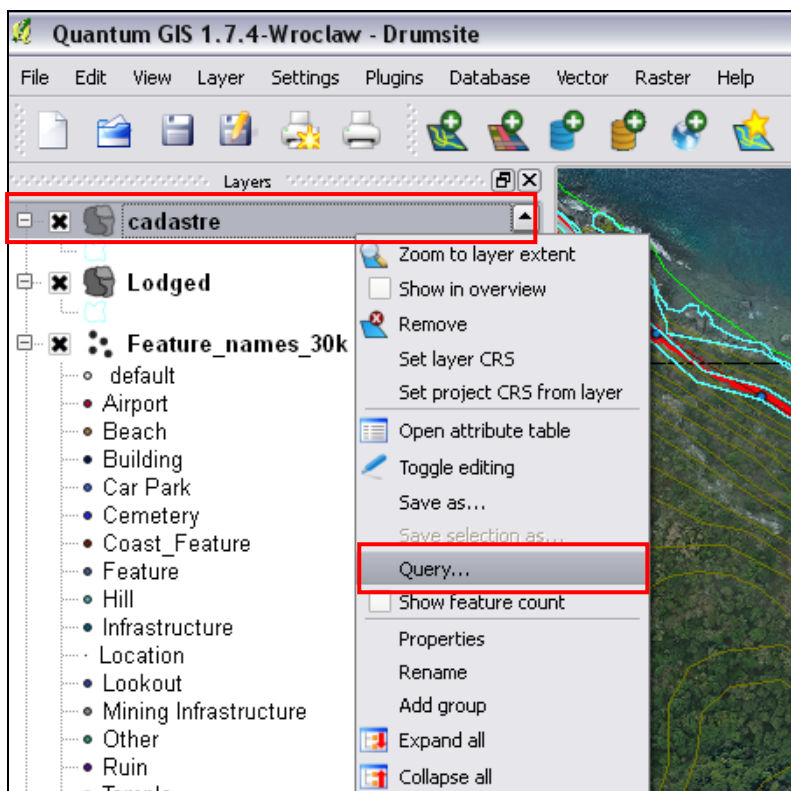 Quantum GIS 1.7.4-Wroclaw - Drumsite
File Edit View Layer Settings Plugins Database Vector Raster Help
Layers
cadastre
Lodged
Feature_names_30k
default
Airport
Beach
Building
Car Park
Cemetery
Coast_Feature
Feature
Hill
Infrastructure
Location
Lookout
Mining Infrastructure
Other
Ruin
Temple
Zoom to layer extent
Show in overview
Remove
Set layer CRS
Set project CRS from layer
Open attribute table
Toggle editing
Save as...
Save selection as...
Query...
Show feature count
Properties
Rename
Add group
Expand all
Collapse all